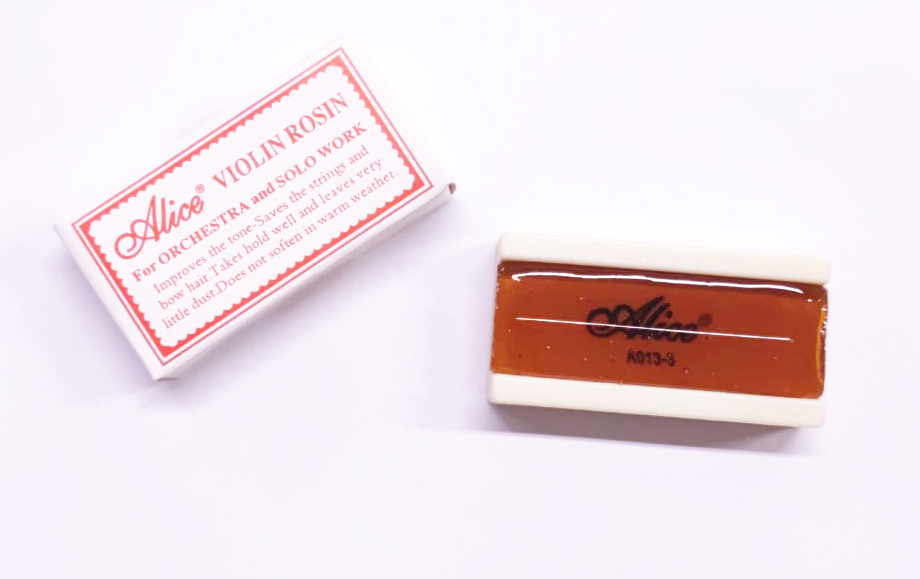 Alice® VIOLIN ROSIN
For ORCHESTRA and SOLO WORK
Improves the tone-Saves the strings and
bow hair.Takes hold well and leaves very
little dust.Does not soften in warm weather.
Alice®
A013-3